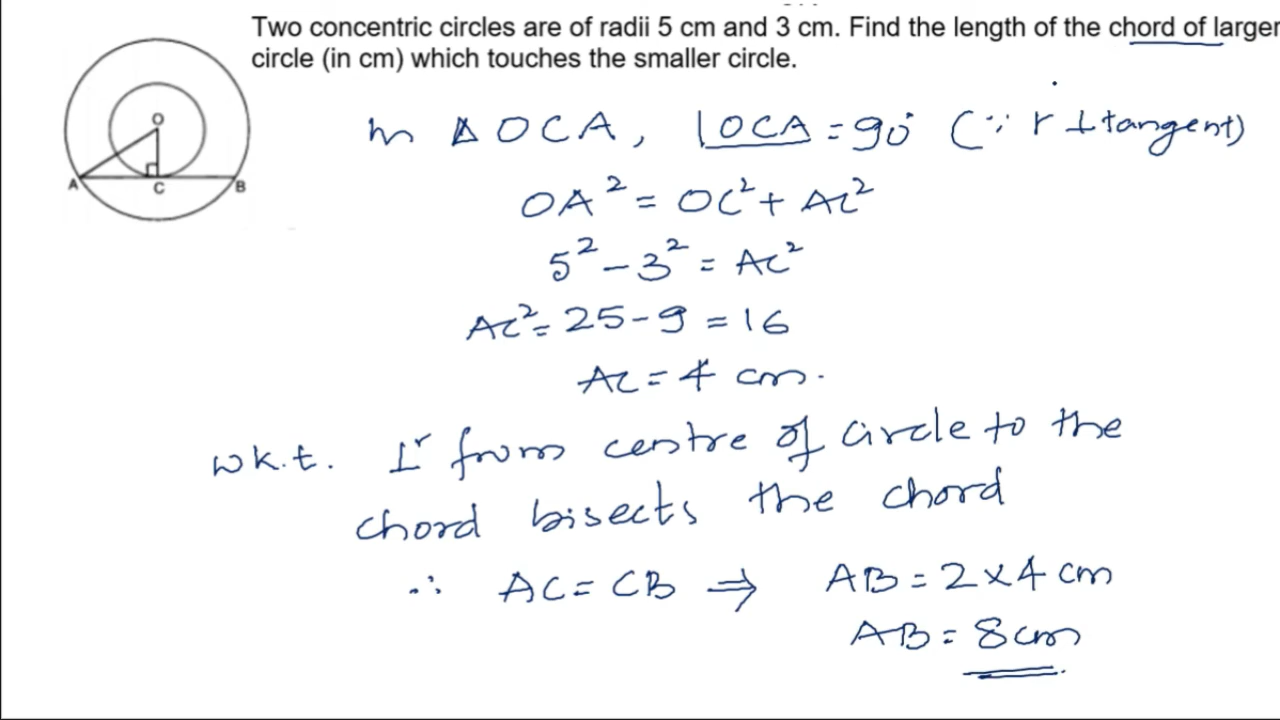 Two concentric circles are of radii 5 cm and 3 cm. Find the length of the chord of larger
circle (in cm) which touches the smaller circle.
O
A
C
B
In Δ OCA, ∠OCA = 90° (∵ r ⊥ tangent)
OA² = OC² + AC²
5² - 3² = AC²
AC² = 25 - 9 = 16
AC = 4 cm.
w k.t. ⊥r from centre of circle to the
chord bisects the chord
∴ AC = CB ⇒ AB = 2 × 4 cm
AB = 8 cm